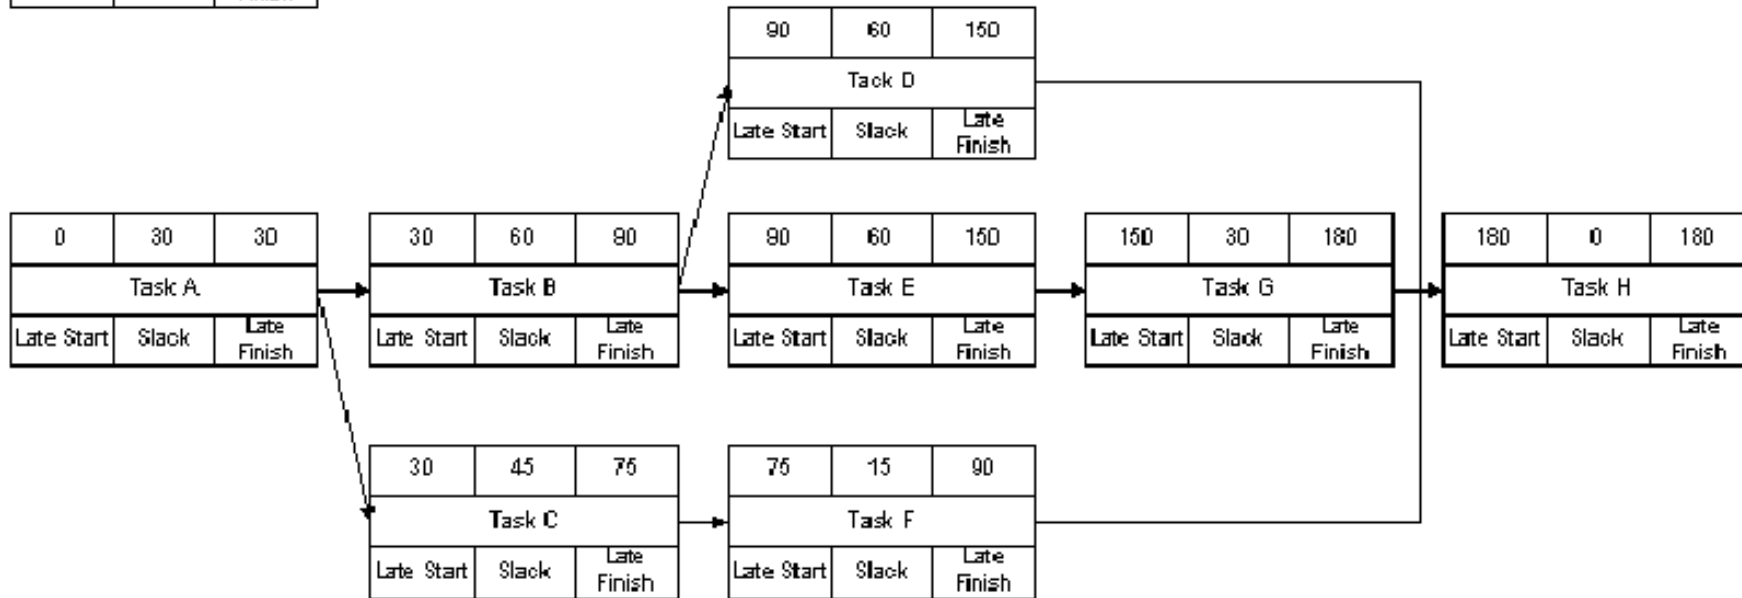 Finish
90 60 150
Tack D
Late Start Slack Late Finish
0 30 30
Task A
Late Start Slack Late Finish
30 60 90
Task B
Late Start Slack Late Finish
90 60 150
Task E
Late Start Slack Late Finish
150 30 180
Task G
Late Start Slack Late Finish
180 0 180
Task H
Late Start Slack Late Finish
30 45 75
Task C
Late Start Slack Late Finish
75 15 90
Task F
Late Start Slack Late Finish